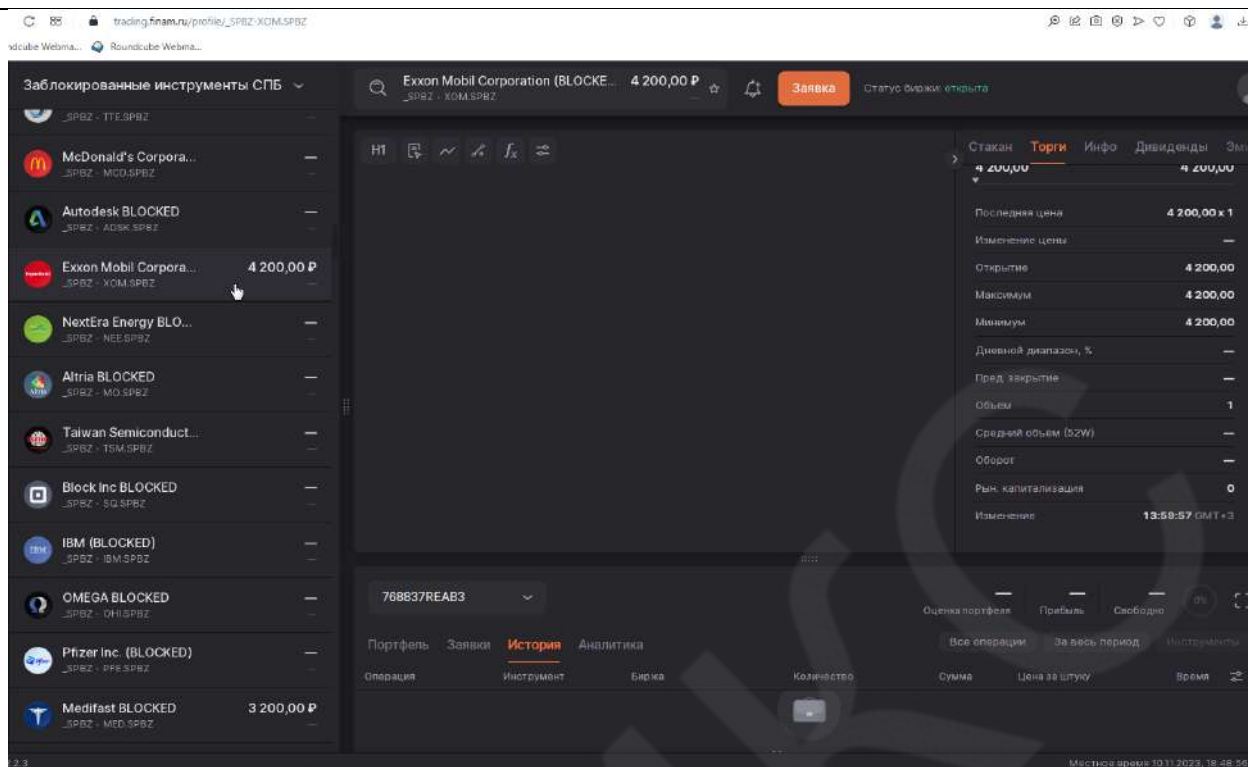 trading.finam.ru/profile/_SPBZ-XOM.SPBZ
Roundcube Webma...
Заблокированные инструменты СПБ
_SPBZ - TTE.SPBZ
McDonald's Corpora...
_SPBZ - MCD.SPBZ
Autodesk BLOCKED
_SPBZ - ADSK.SPBZ
Exxon Mobil Corpora... 4 200,00 ₽
_SPBZ - XOM.SPBZ
NextEra Energy BLO...
_SPBZ - NEE.SPBZ
Altria BLOCKED
_SPBZ - MO.SPBZ
Taiwan Semiconduct...
_SPBZ - TSM.SPBZ
Block Inc BLOCKED
_SPBZ - SQ.SPBZ
IBM (BLOCKED)
_SPBZ - IBM.SPBZ
OMEGA BLOCKED
_SPBZ - OHI.SPBZ
Pfizer Inc. (BLOCKED)
_SPBZ - PFE.SPBZ
Medifast BLOCKED 3 200,00 ₽
_SPBZ - MED.SPBZ
Exxon Mobil Corporation (BLOCKE... 4 200,00 ₽
_SPBZ - XOM.SPBZ
Заявка
Статус биржи: открыта
H1
Стакан Торги Инфо Дивиденды
4 200,00 4 200,00
Последняя цена 4 200,00 x 1
Изменение цены —
Открытие 4 200,00
Максимум 4 200,00
Минимум 4 200,00
Дневной диапазон, % —
Пред. закрытие —
Объем 1
Средний объем (52W) —
Оборот —
Рын. капитализация 0
Изменение 13:59:57 GMT+3
768837REAB3
Оценка портфеля Прибыль Свободно 0%
Портфель Заявки История Аналитика
Все операции За весь период Инструменты
Операция Инструмент Биржа Количество Сумма Цена за штуку Время
Местное время 10.11.2023, 18:48:56